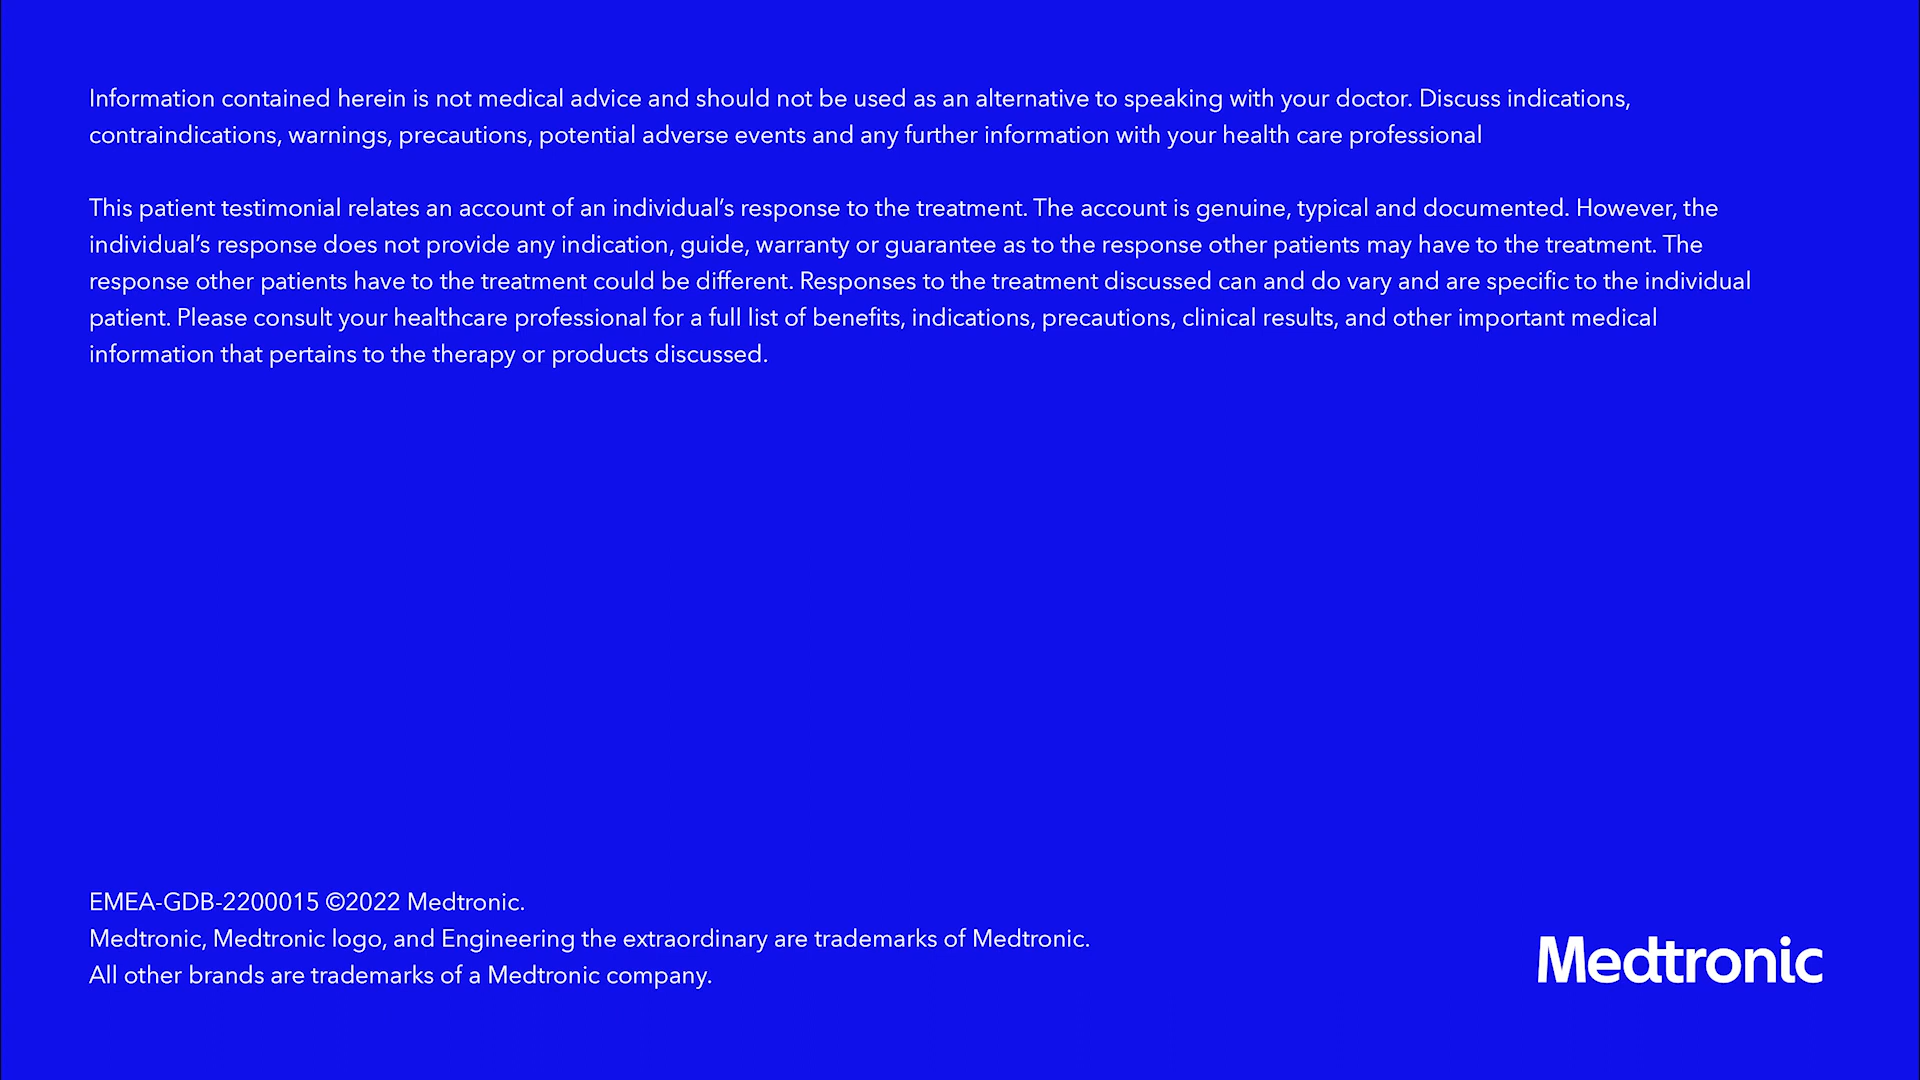 Information contained herein is not medical advice and should not be used as an alternative to speaking with your doctor. Discuss indications,
contraindications, warnings, precautions, potential adverse events and any further information with your health care professional
This patient testimonial relates an account of an individual’s response to the treatment. The account is genuine, typical and documented. However, the
individual’s response does not provide any indication, guide, warranty or guarantee as to the response other patients may have to the treatment. The
response other patients have to the treatment could be different. Responses to the treatment discussed can and do vary and are specific to the individual
patient. Please consult your healthcare professional for a full list of benefits, indications, precautions, clinical results, and other important medical
information that pertains to the therapy or products discussed.
EMEA-GDB-2200015 ©2022 Medtronic.
Medtronic, Medtronic logo, and Engineering the extraordinary are trademarks of Medtronic.
All other brands are trademarks of a Medtronic company.
Medtronic